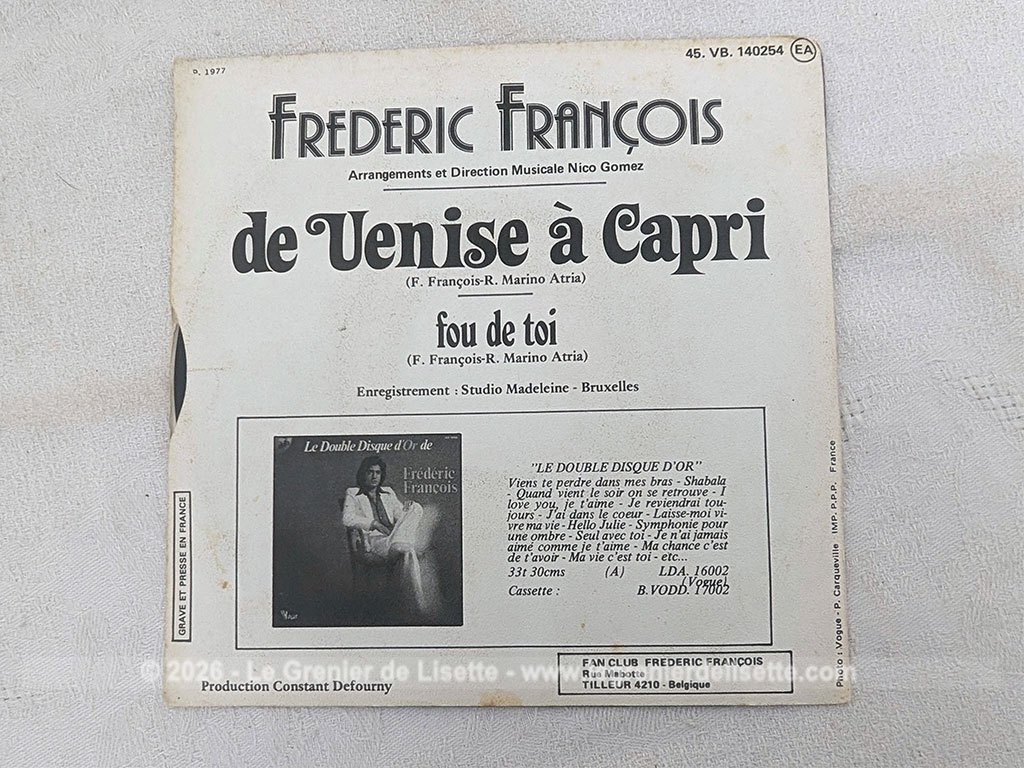 P. 1977
45. VB. 140254 EA
FREDERIC FRANÇOIS
Arrangements et Direction Musicale Nico Gomez
de Venise à Capri
(F. François-R. Marino Atria)
fou de toi
(F. François-R. Marino Atria)
Enregistrement : Studio Madeleine - Bruxelles
Le Double Disque d'Or de
Frédéric
François
"LE DOUBLE DISQUE D'OR"
Viens te perdre dans mes bras - Shabala
- Quand vient le soir on se retrouve - I
love you, je t'aime - Je reviendrai tou-
jours - J'ai dans le coeur - Laisse-moi vi-
vre ma vie - Hello Julie - Symphonie pour
une ombre - Seul avec toi - Je n'ai jamais
aimé comme je t'aime - Ma chance c'est
de t'avoir - Ma vie c'est toi - etc...
33t 30cms (A) LDA. 16002
(Vogue)
Cassette : B.VODD. 17002
GRAVE ET PRESSE EN FRANCE
Photo : Vogue - P. Carqueville IMP. P.P.P. France
Production Constant Defourny
FAN CLUB FREDERIC FRANÇOIS
Rue Mabotte
TILLEUR 4210 - Belgique
© 2026 - Le Grenier de Lisette - www.
delisette.com